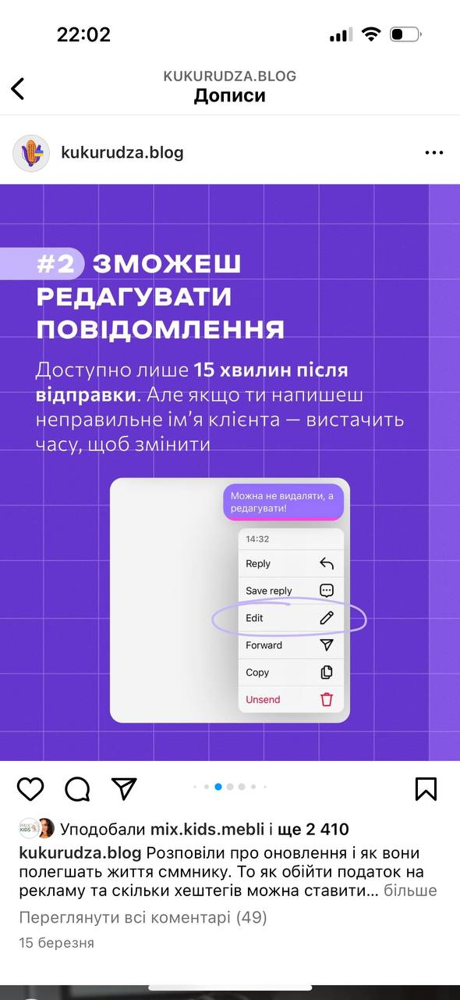 22:02
KUKURUDZA.BLOG
Дописи
kukurudza.blog
#2 ЗМОЖЕШ
РЕДАГУВАТИ
ПОВІДОМЛЕННЯ
Доступно лише 15 хвилин після
відправки. Але якщо ти напишеш
неправильне ім’я клієнта — вистачить
часу, щоб змінити
Можна не видаляти, а
редагувати!
14:32
Reply
Save reply
Edit
Forward
Copy
Unsend
Уподобали mix.kids.mebli і ще 2 410
kukurudza.blog Розповіли про оновлення і як вони
полегшать життя сммнику. То як обійти податок на
рекламу та скільки хештегів можна ставити... більше
Переглянути всі коментарі (49)
15 березня